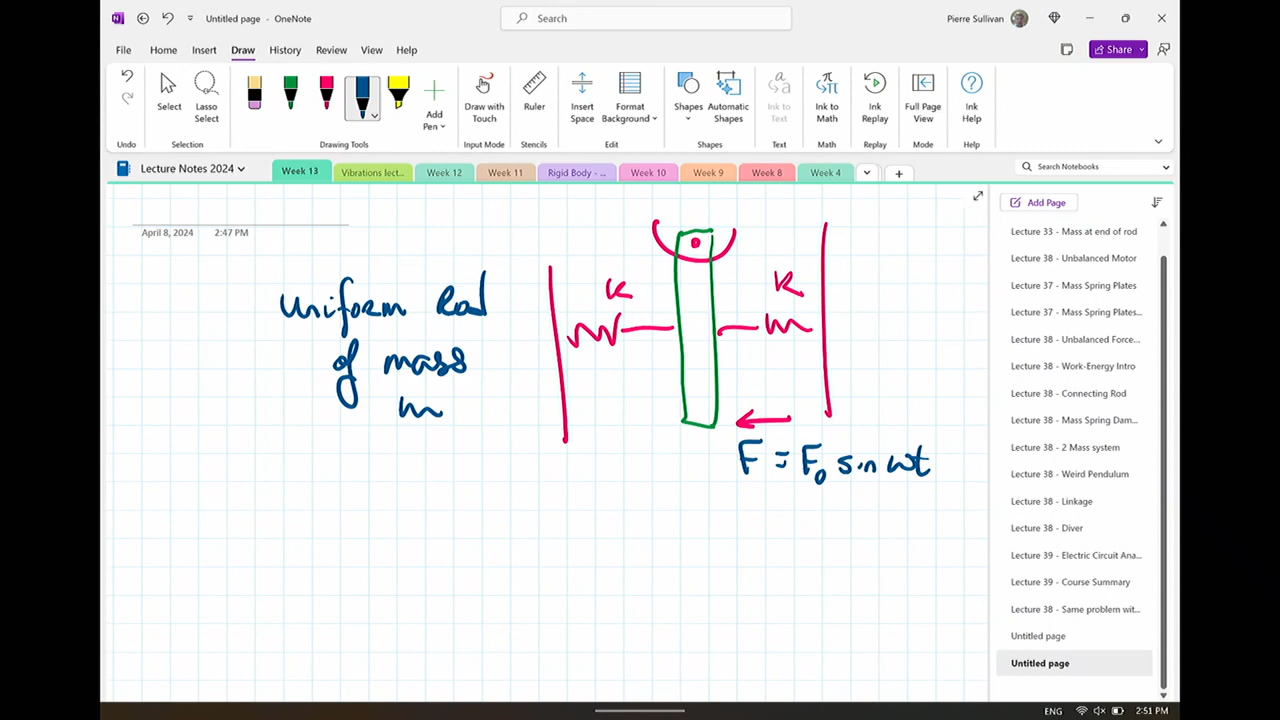 Untitled page - OneNote
Search
Pierre Sullivan
File Home Insert Draw History Review View Help
Share
Undo
Select
Lasso Select
Selection
Drawing Tools
Add Pen
Draw with Touch
Input Mode
Ruler
Stencils
Insert Space
Format Background
Edit
Shapes
Automatic Shapes
Shapes
Ink to Text
Text
Ink to Math
Math
Ink Replay
Replay
Full Page View
Mode
Ink Help
Help
Lecture Notes 2024
Week 13
Vibrations lect...
Week 12
Week 11
Rigid Body - ...
Week 10
Week 9
Week 8
Week 4
+
Search Notebooks
April 8, 2024 2:47 PM
Uniform Rod
of mass
m
K
K
F = F₀ sin ωt
Add Page
Lecture 33 - Mass at end of rod
Lecture 38 - Unbalanced Motor
Lecture 37 - Mass Spring Plates
Lecture 37 - Mass Spring Plates...
Lecture 38 - Unbalanced Force...
Lecture 36 - Work-Energy Intro
Lecture 38 - Connecting Rod
Lecture 38 - Mass Spring Dam...
Lecture 38 - 2 Mass system
Lecture 38 - Weird Pendulum
Lecture 38 - Linkage
Lecture 38 - Diver
Lecture 39 - Electric Circuit Ana...
Lecture 39 - Course Summary
Lecture 38 - Same problem wit...
Untitled page
Untitled page
ENG 2:51 PM